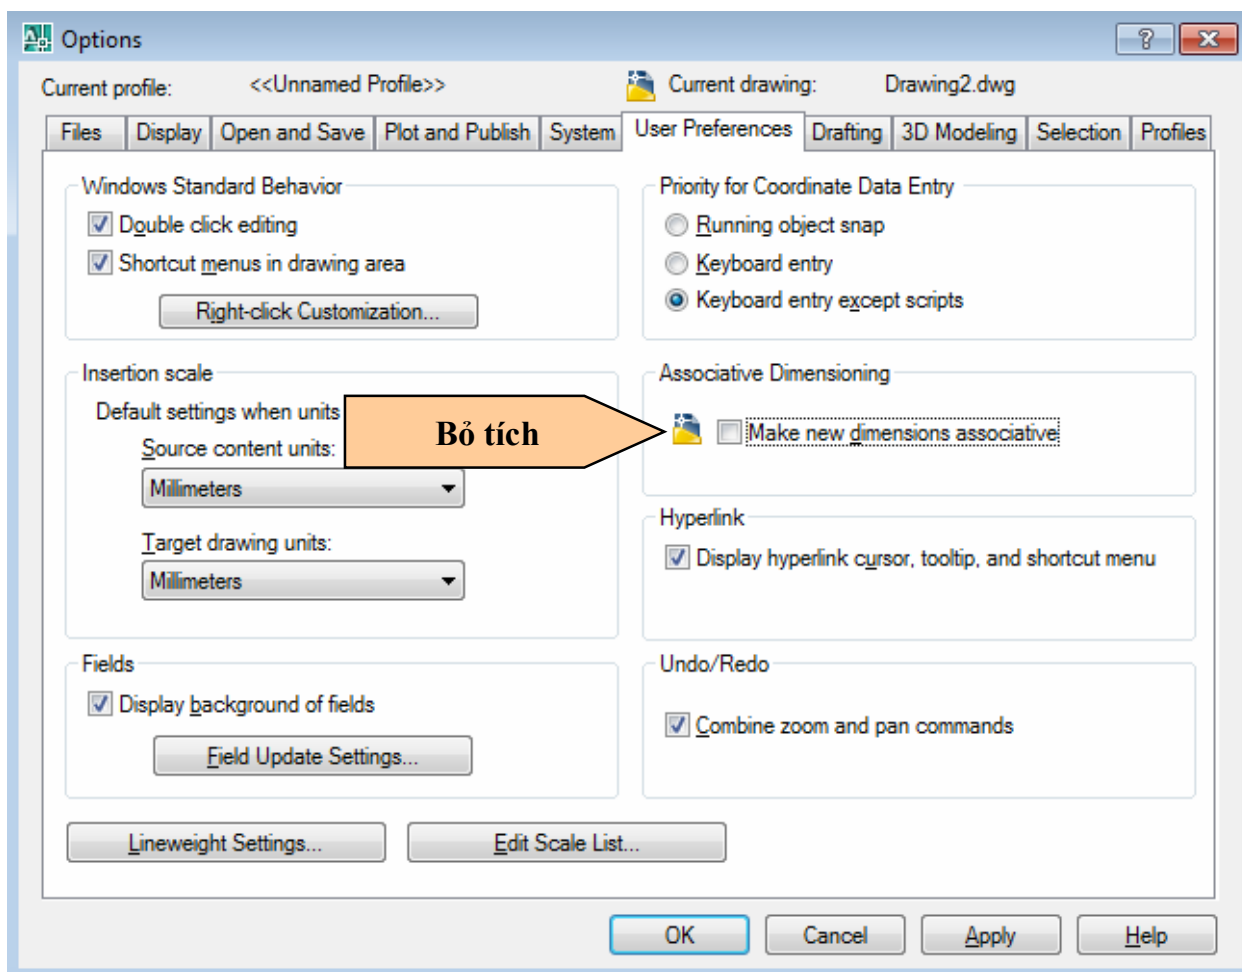 Options
Current profile: <<Unnamed Profile>> Current drawing: Drawing2.dwg
Files Display Open and Save Plot and Publish System User Preferences Drafting 3D Modeling Selection Profiles
Windows Standard Behavior
Double click editing
Shortcut menus in drawing area
Right-click Customization...
Priority for Coordinate Data Entry
Running object snap
Keyboard entry
Keyboard entry except scripts
Insertion scale
Default settings when units
Source content units:
Millimeters
Target drawing units:
Millimeters
Bỏ tích
Associative Dimensioning
Make new dimensions associative
Hyperlink
Display hyperlink cursor, tooltip, and shortcut menu
Fields
Display background of fields
Field Update Settings...
Undo/Redo
Combine zoom and pan commands
Lineweight Settings... Edit Scale List...
OK Cancel Apply Help